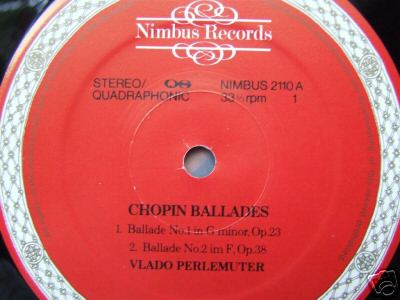 Nimbus Records
STEREO/ NIMBUS 2110 A
QUADRAPHONIC 33⅓ rpm 1
CHOPIN BALLADES
1. Ballade No.1 in G minor, Op.23
2. Ballade No.2 im F, Op.38
VLADO PERLEMUTER